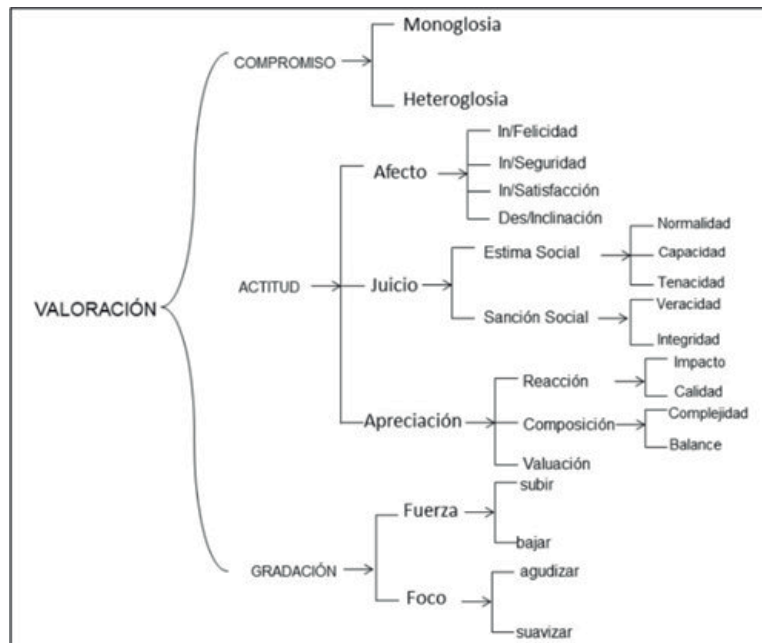 VALORACIÓN
COMPROMISO
Monoglosia
Heteroglosia
ACTITUD
Afecto
In/Felicidad
In/Seguridad
In/Satisfacción
Des/Inclinación
Juicio
Estima Social
Normalidad
Capacidad
Tenacidad
Sanción Social
Veracidad
Integridad
Apreciación
Reacción
Impacto
Calidad
Composición
Complejidad
Balance
Valuación
GRADACIÓN
Fuerza
subir
bajar
Foco
agudizar
suavizar